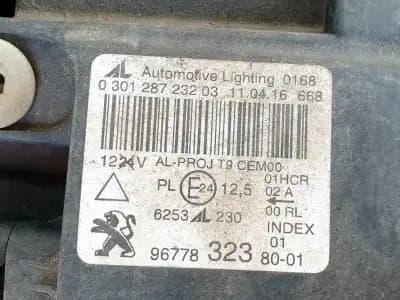 AL Automotive Lighting 0168
0 301 287 232 03 11.04.16 668
12 V AL-PROJ T9 CEM00
PL E24 12,5 01HCR
02 A
00 RL
6253 AL 230
INDEX
01
96778 323 80-01